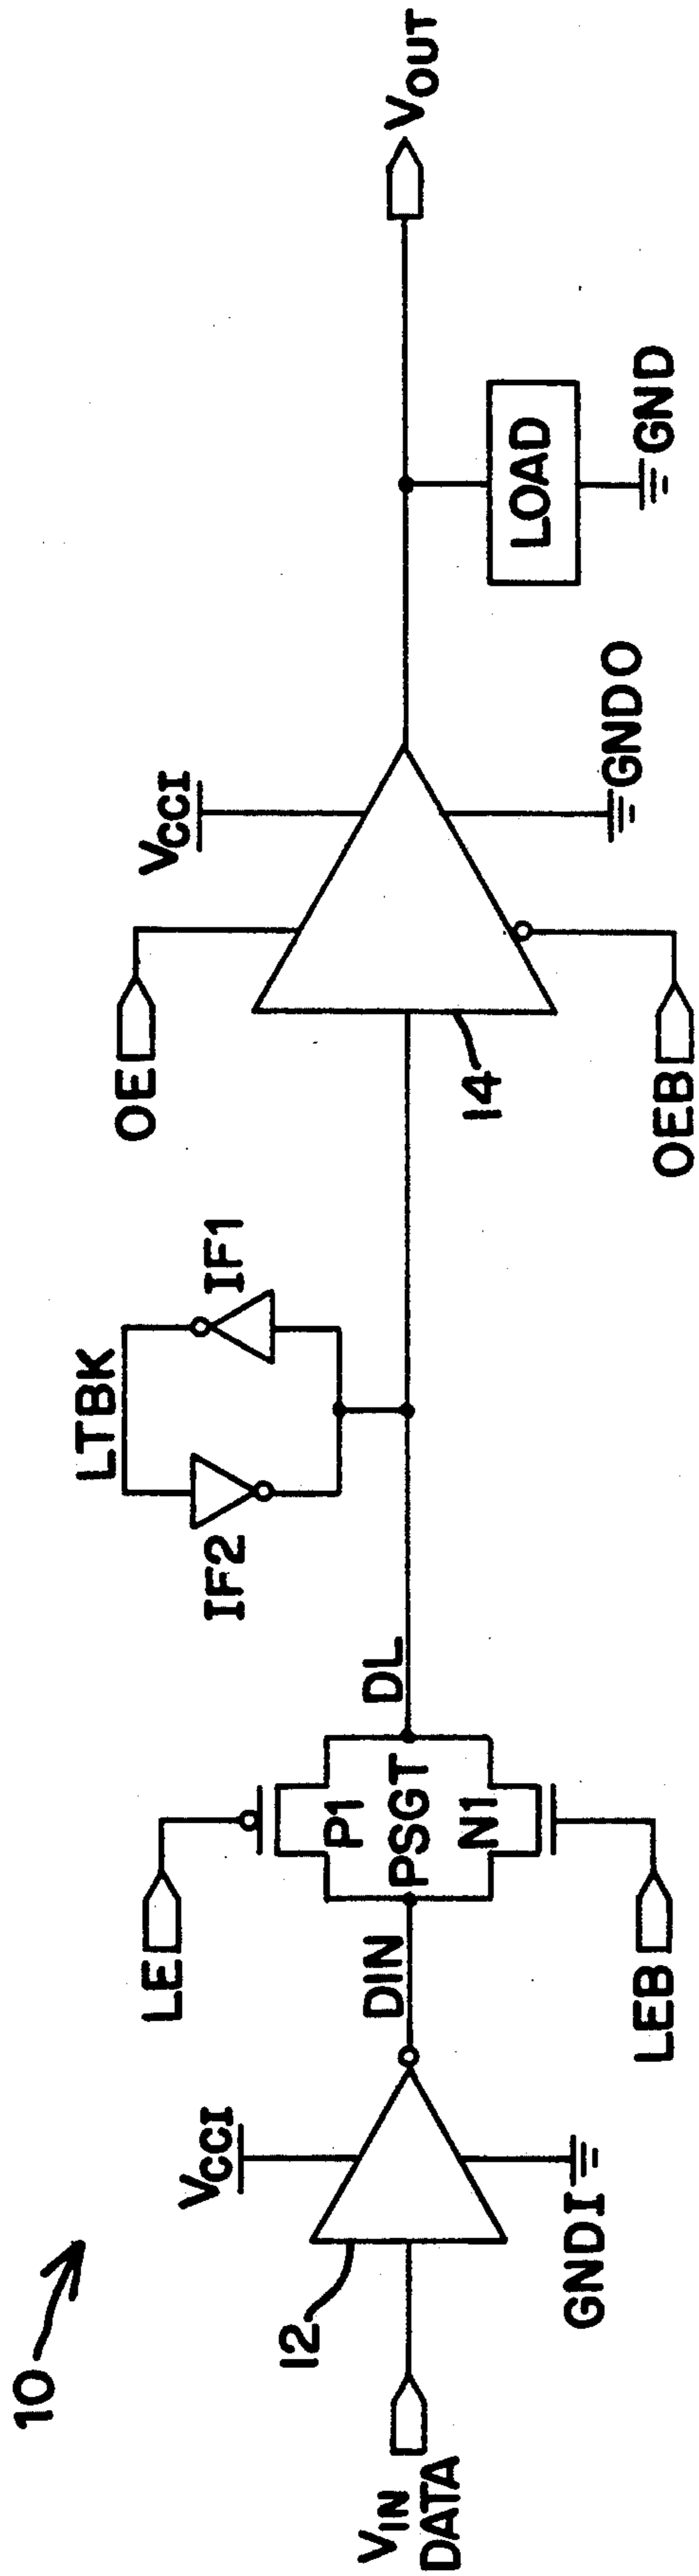 10
VIN
DATA
12
VCCI
GNDI
DIN
LE
P1
PSGT
N1
LEB
DL
IF2
LTBK
IF1
OE
14
OEB
VCCI
GNDO
LOAD
GND
VOUT